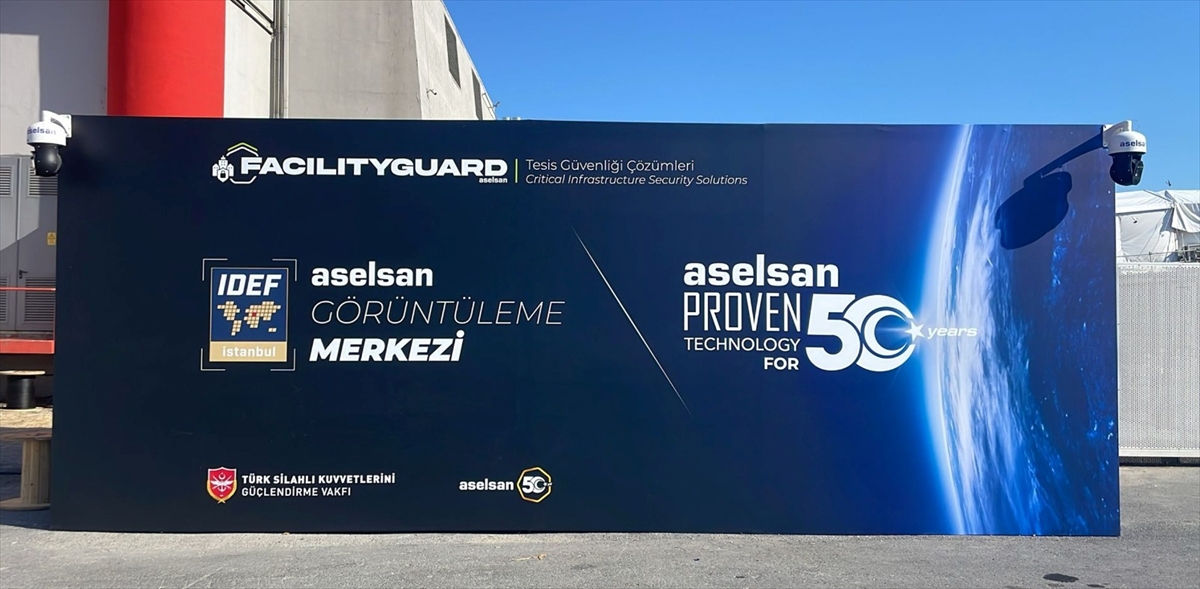 aselsan
aselsan
FACILITYGUARD
aselsan
Tesis Güvenliği Çözümleri
Critical Infrastructure Security Solutions
IDEF
istanbul
aselsan
GÖRÜNTÜLEME
MERKEZİ
aselsan
PROVEN
TECHNOLOGY
FOR
50 years
TÜRK SİLAHLI KUVVETLERİNİ
GÜÇLENDİRME VAKFI
aselsan 50